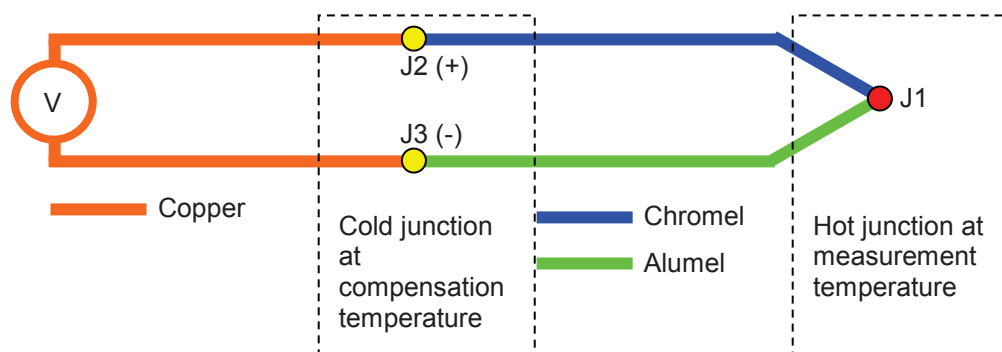 J2 (+)
V
J1
J3 (-)
Copper
Chromel
Alumel
Cold junction
at
compensation
temperature
Hot junction at
measurement
temperature